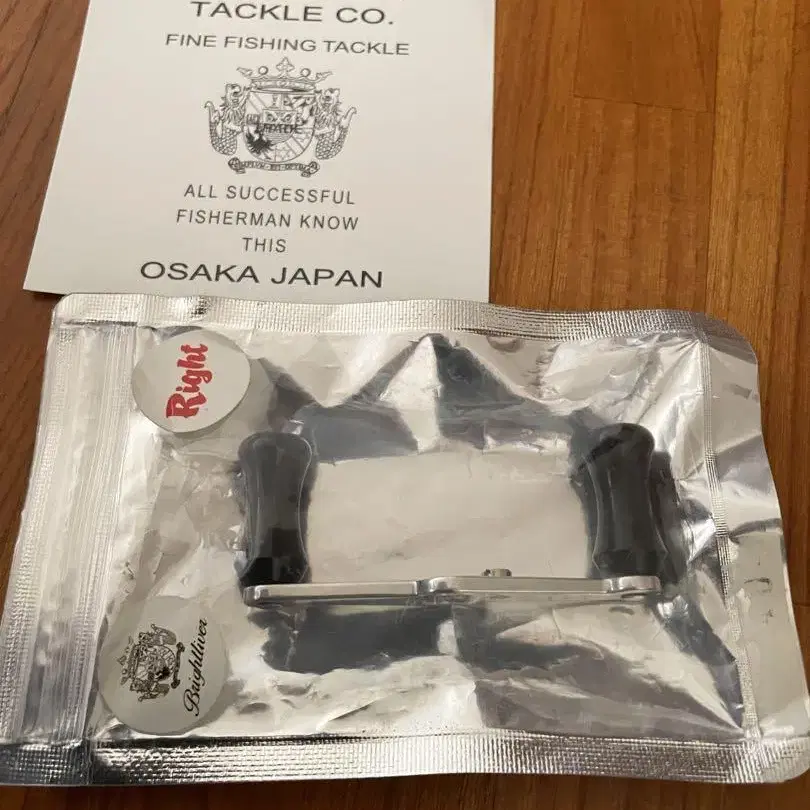 TACKLE CO.
FINE FISHING TACKLE
ALL SUCCESSFUL
FISHERMAN KNOW
THIS
OSAKA JAPAN
Right
Brightliver